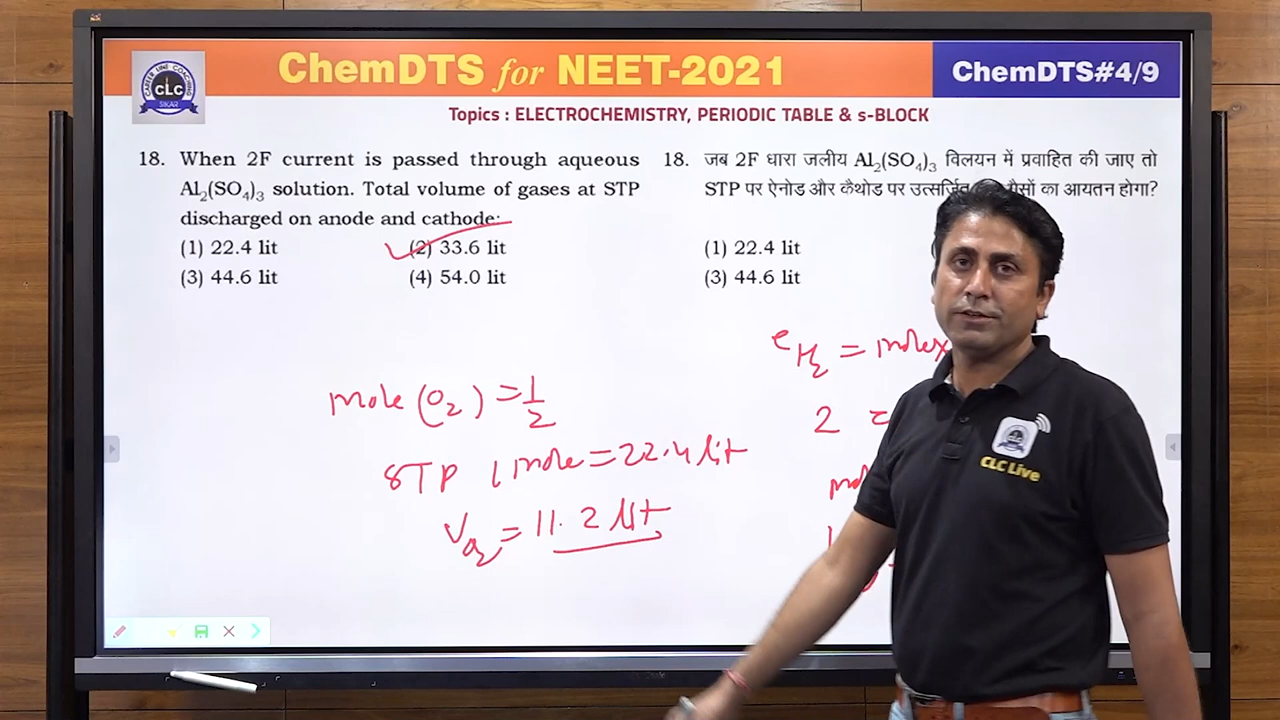 ChemDTS for NEET-2021
ChemDTS#4/9
CAREER LINE COACHING
CLC
SIKAR
Topics : ELECTROCHEMISTRY, PERIODIC TABLE & s-BLOCK
18. When 2F current is passed through aqueous
Al₂(SO₄)₃ solution. Total volume of gases at STP
discharged on anode and cathode:
(1) 22.4 lit
(2) 33.6 lit
(3) 44.6 lit
(4) 54.0 lit
18. जब 2F धारा जलीय Al₂(SO₄)₃ विलयन में प्रवाहित की जाए तो
STP पर ऐनोड और कैथोड पर का आयतन होगा?
(1) 22.4 lit
(3) 44.6 lit
mole (O₂) = 1/2
STP 1 mole = 22.4 lit
= 11.2 lit
H₂ = mole x
2 =
CLC Live